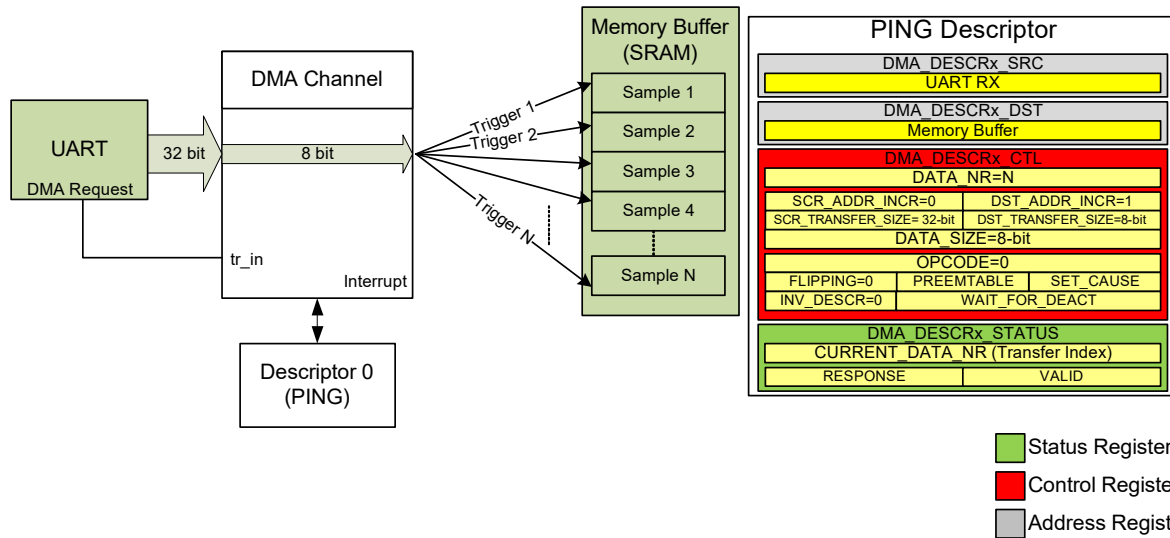 UART
DMA Request
32 bit
DMA Channel
8 bit
tr_in
Interrupt
Descriptor 0
(PING)
Trigger 1
Trigger 2
Trigger N
Memory Buffer
(SRAM)
Sample 1
Sample 2
Sample 3
Sample 4
Sample N
PING Descriptor
DMA_DESCRx_SRC
UART RX
DMA_DESCRx_DST
Memory Buffer
DMA_DESCRx_CTL
DATA_NR=N
SCR_ADDR_INCR=0 DST_ADDR_INCR=1
SCR_TRANSFER_SIZE= 32-bit DST_TRANSFER_SIZE=8-bit
DATA_SIZE=8-bit
OPCODE=0
FLIPPING=0 PREEMTABLE SET_CAUSE
INV_DESCR=0 WAIT_FOR_DEACT
DMA_DESCRx_STATUS
CURRENT_DATA_NR (Transfer Index)
RESPONSE VALID
Status Register
Control Registe
Address Regist